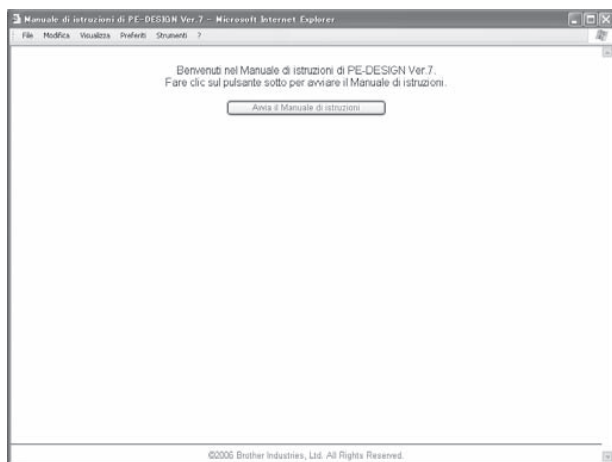 Manuale di istruzioni di PE-DESIGN Ver.7 - Microsoft Internet Explorer
File Modifica Visualizza Preferiti Strumenti ?
Benvenuti nel Manuale di istruzioni di PE-DESIGN Ver.7.
Fare clic sul pulsante sotto per avviare il Manuale di istruzioni.
Avvia il Manuale di istruzioni
©2006 Brother Industries, Ltd. All Rights Reserved.